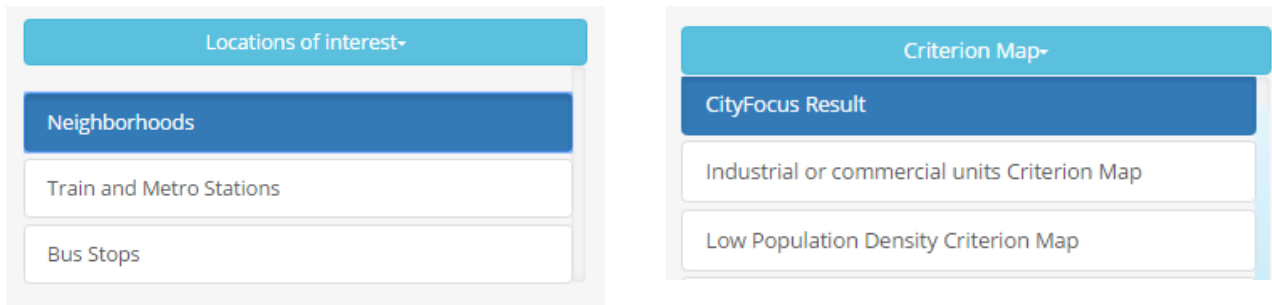 Locations of interest
Neighborhoods
Train and Metro Stations
Bus Stops
Criterion Map
CityFocus Result
Industrial or commercial units Criterion Map
Low Population Density Criterion Map